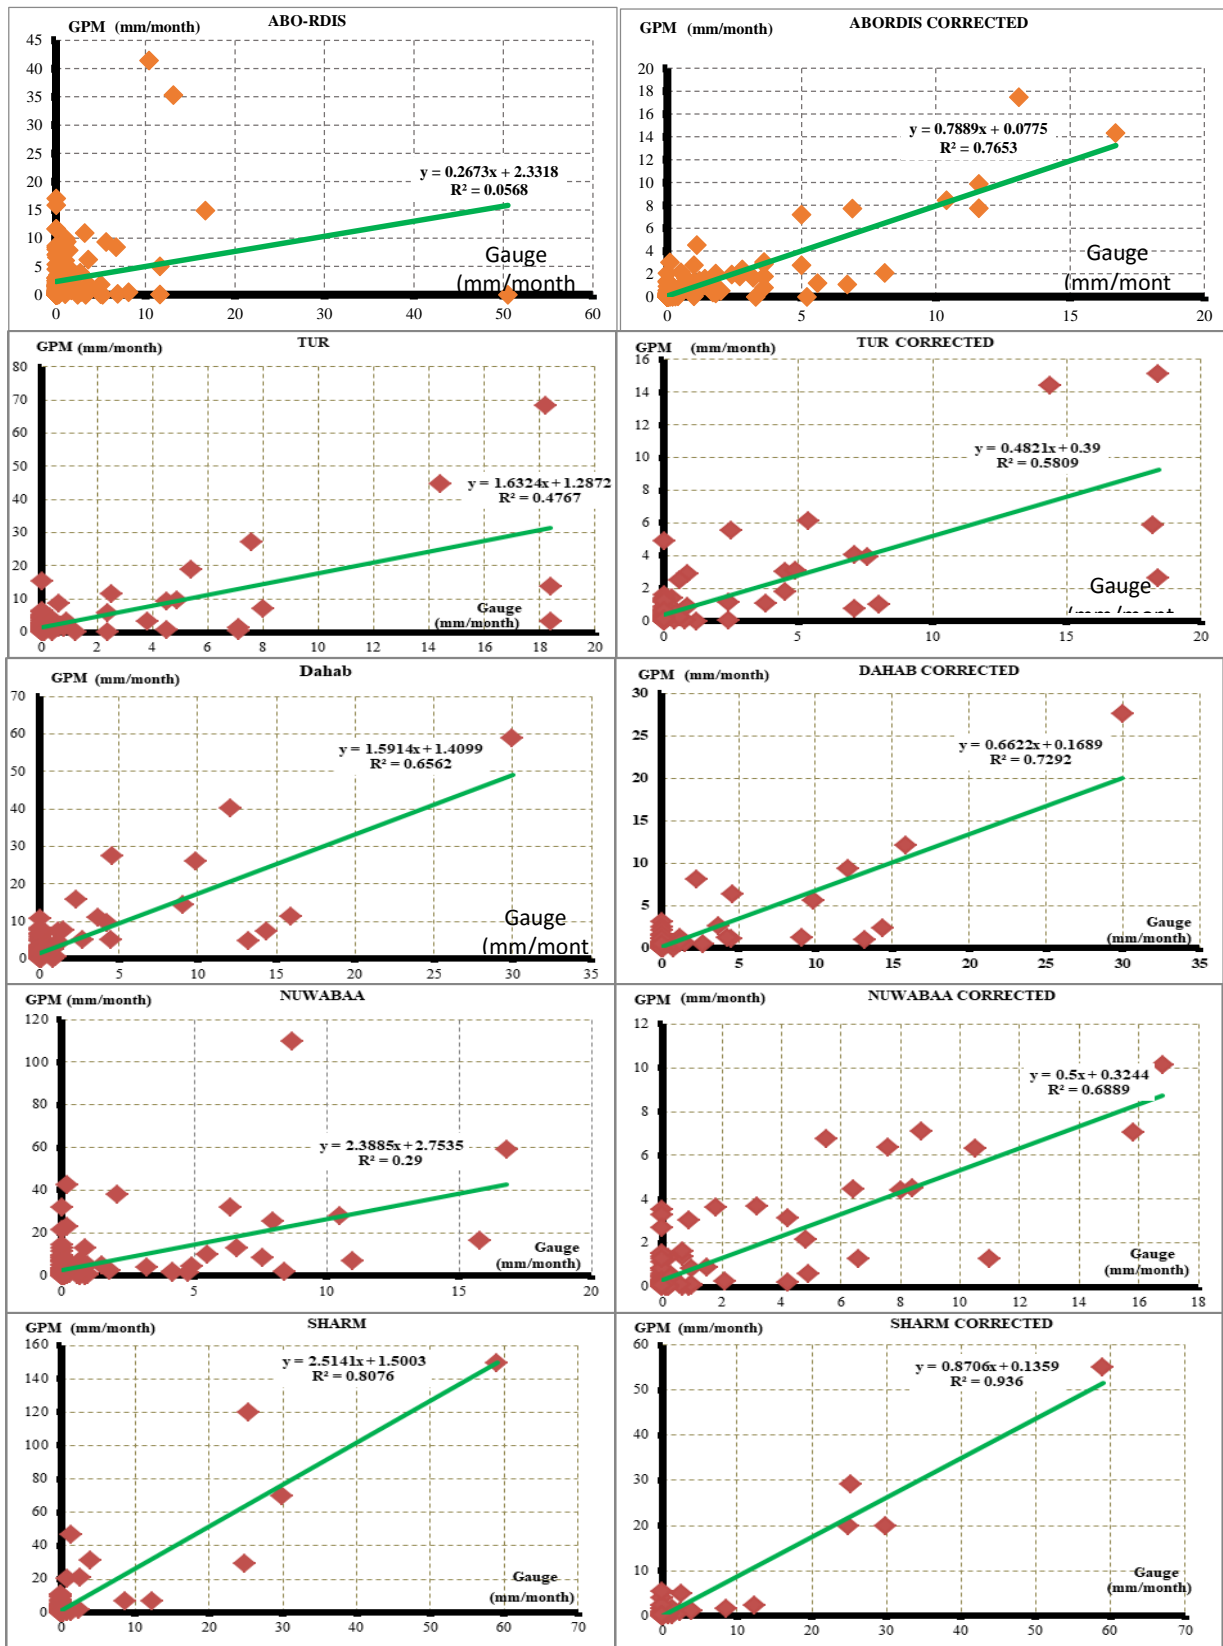 GPM (mm/month)
ABO-RDIS
45
40
35
30
25
20
15
10
5
0
y = 0.2673x + 2.3318
R² = 0.0568
Gauge
(mm/month
0 10 20 30 40 50 60
GPM (mm/month)
ABORDIS CORRECTED
20
18
16
14
12
10
8
6
4
2
0
y = 0.7889x + 0.0775
R² = 0.7653
Gauge
(mm/mont
0 5 10 15 20
GPM (mm/month)
TUR
80
70
60
50
40
30
20
10
0
y = 1.6324x + 1.2872
R² = 0.4767
Gauge
(mm/month)
0 2 4 6 8 10 12 14 16 18 20
GPM (mm/month)
TUR CORRECTED
16
14
12
10
8
6
4
2
0
y = 0.4821x + 0.39
R² = 0.5809
Gauge
(mm/mont
0 5 10 15 20
GPM (mm/month)
Dahab
70
60
50
40
30
20
10
0
y = 1.5914x + 1.4099
R² = 0.6562
Gauge
(mm/mont
0 5 10 15 20 25 30 35
GPM (mm/month)
DAHAB CORRECTED
30
25
20
15
10
5
0
y = 0.6622x + 0.1689
R² = 0.7292
Gauge
(mm/month)
0 5 10 15 20 25 30 35
GPM (mm/month)
NUWABAA
120
100
80
60
40
20
0
y = 2.3885x + 2.7535
R² = 0.29
Gauge
(mm/month)
0 5 10 15 20
GPM (mm/month)
NUWABAA CORRECTED
12
10
8
6
4
2
0
y = 0.5x + 0.3244
R² = 0.6889
Gauge
(mm/month)
0 2 4 6 8 10 12 14 16 18
GPM (mm/month)
SHARM
160
140
120
100
80
60
40
20
0
y = 2.5141x + 1.5003
R² = 0.8076
Gauge
(mm/month)
0 10 20 30 40 50 60 70
GPM (mm/month)
SHARM CORRECTED
60
50
40
30
20
10
0
y = 0.8706x + 0.1359
R² = 0.936
Gauge
(mm/month)
0 10 20 30 40 50 60 70